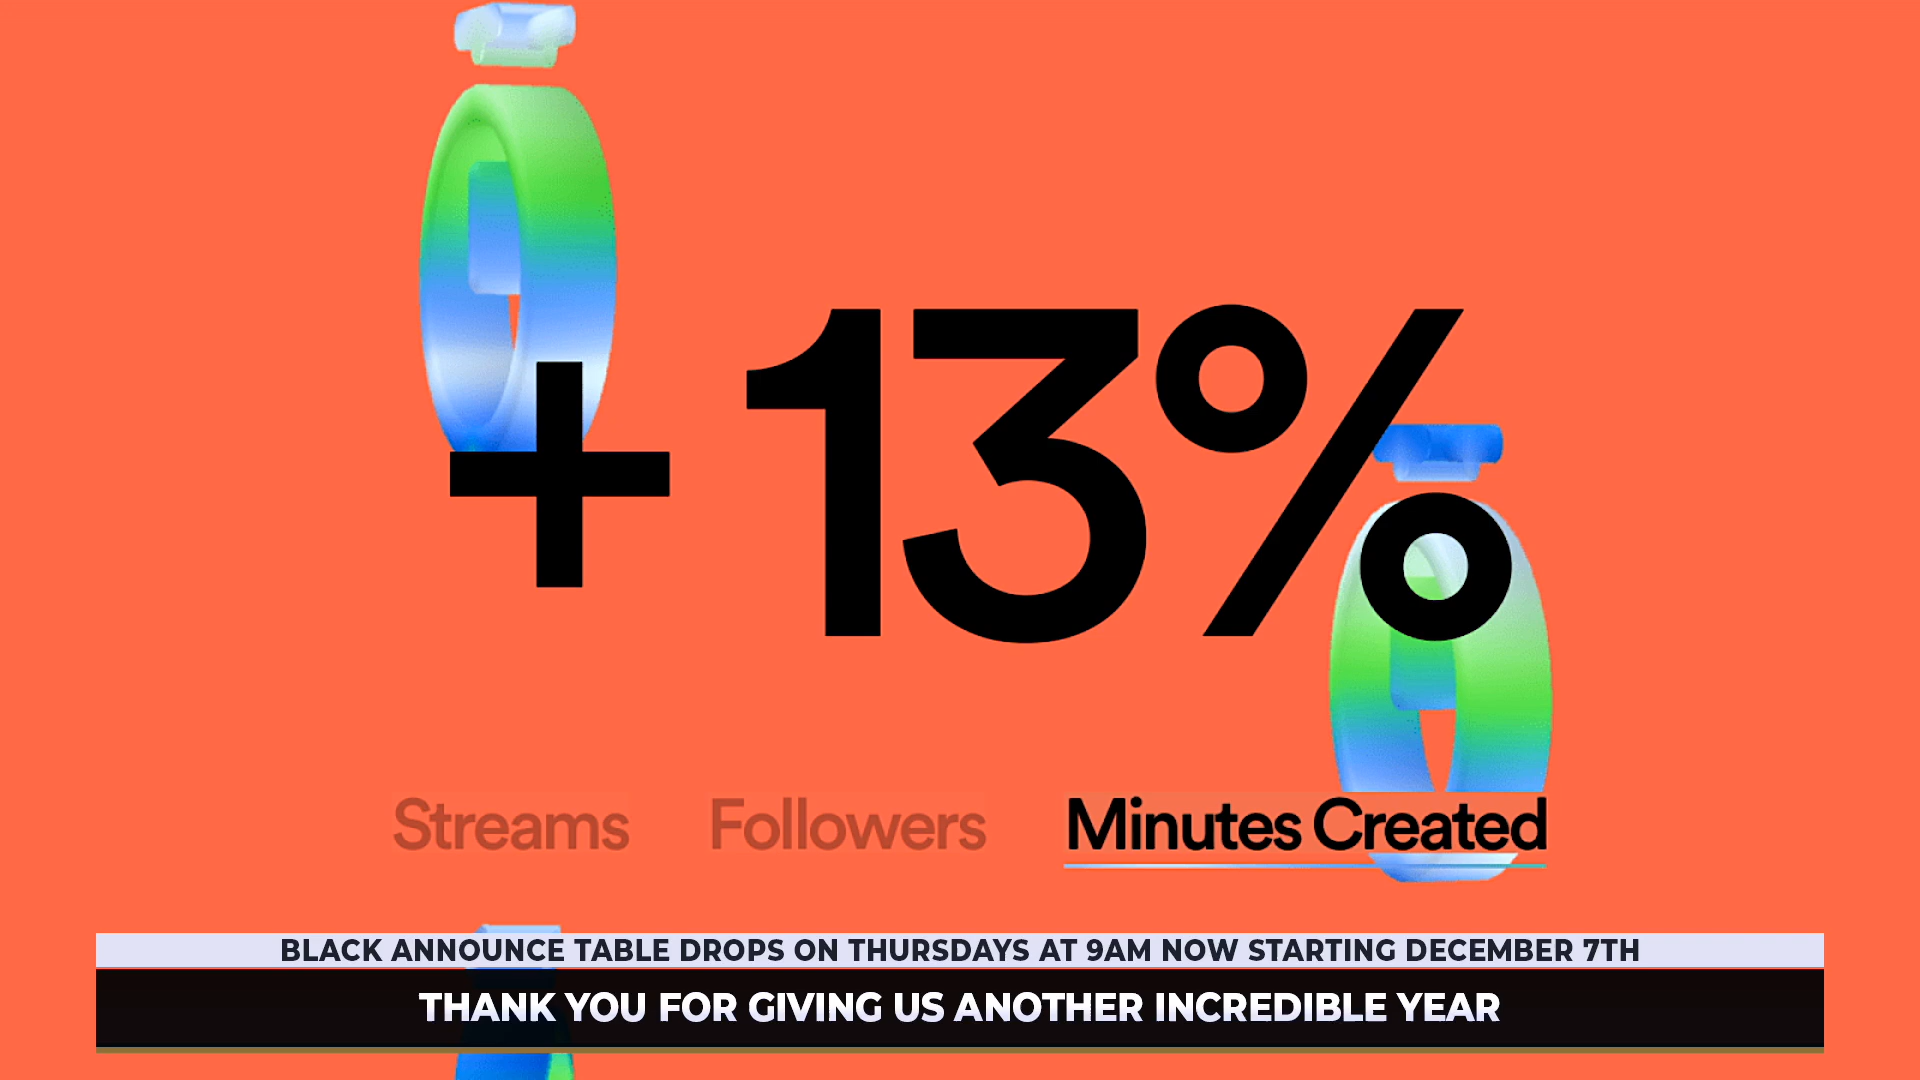 + 13%
Streams Followers Minutes Created
BLACK ANNOUNCE TABLE DROPS ON THURSDAYS AT 9AM NOW STARTING DECEMBER 7TH
THANK YOU FOR GIVING US ANOTHER INCREDIBLE YEAR